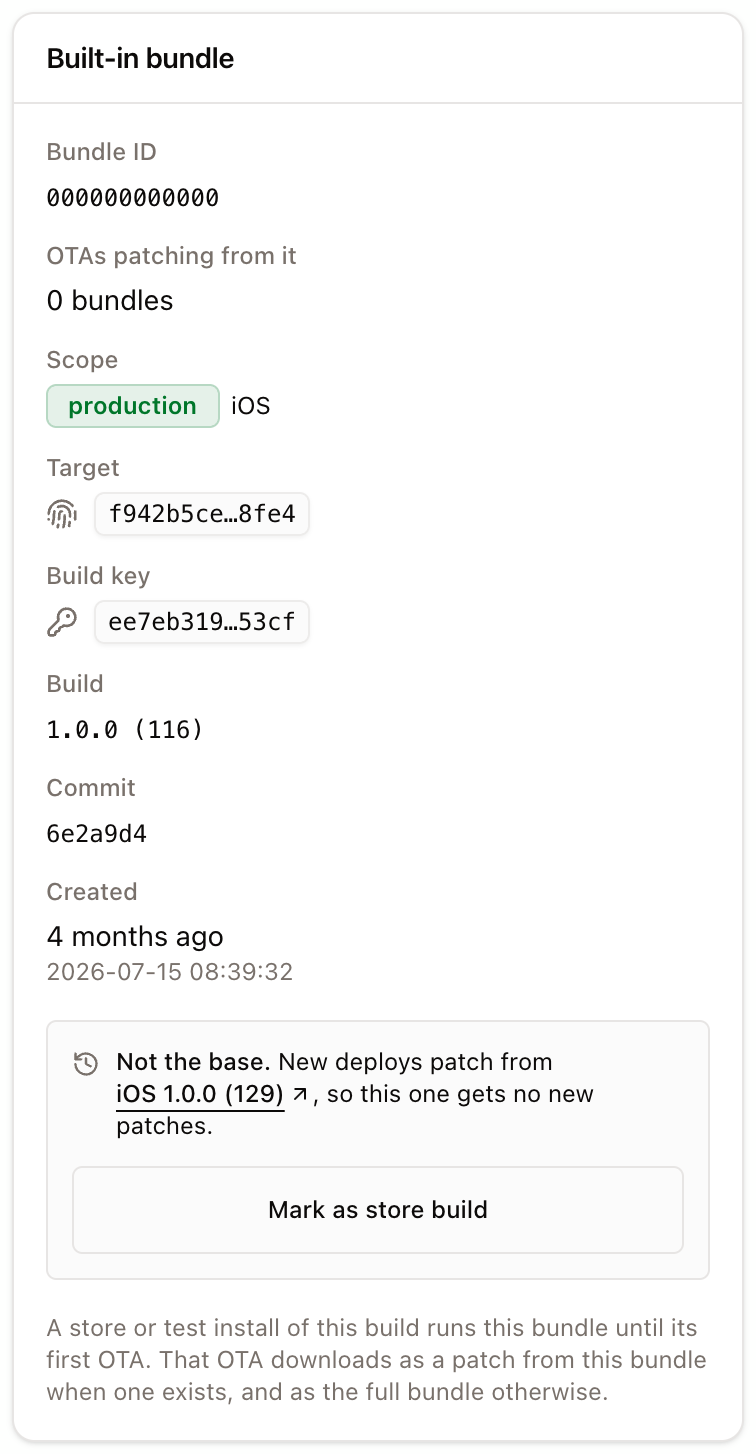 Built-in bundle
Bundle ID
000000000000
OTAs patching from it
0 bundles
Scope
production iOS
Target
f942b5ce…8fe4
Build key
ee7eb319…53cf
Build
1.0.0 (116)
Commit
6e2a9d4
Created
4 months ago
2026-07-15 08:39:32
Not the base. New deploys patch from
iOS 1.0.0 (129) ↗, so this one gets no new
patches.
Mark as store build
A store or test install of this build runs this bundle until its
first OTA. That OTA downloads as a patch from this bundle
when one exists, and as the full bundle otherwise.